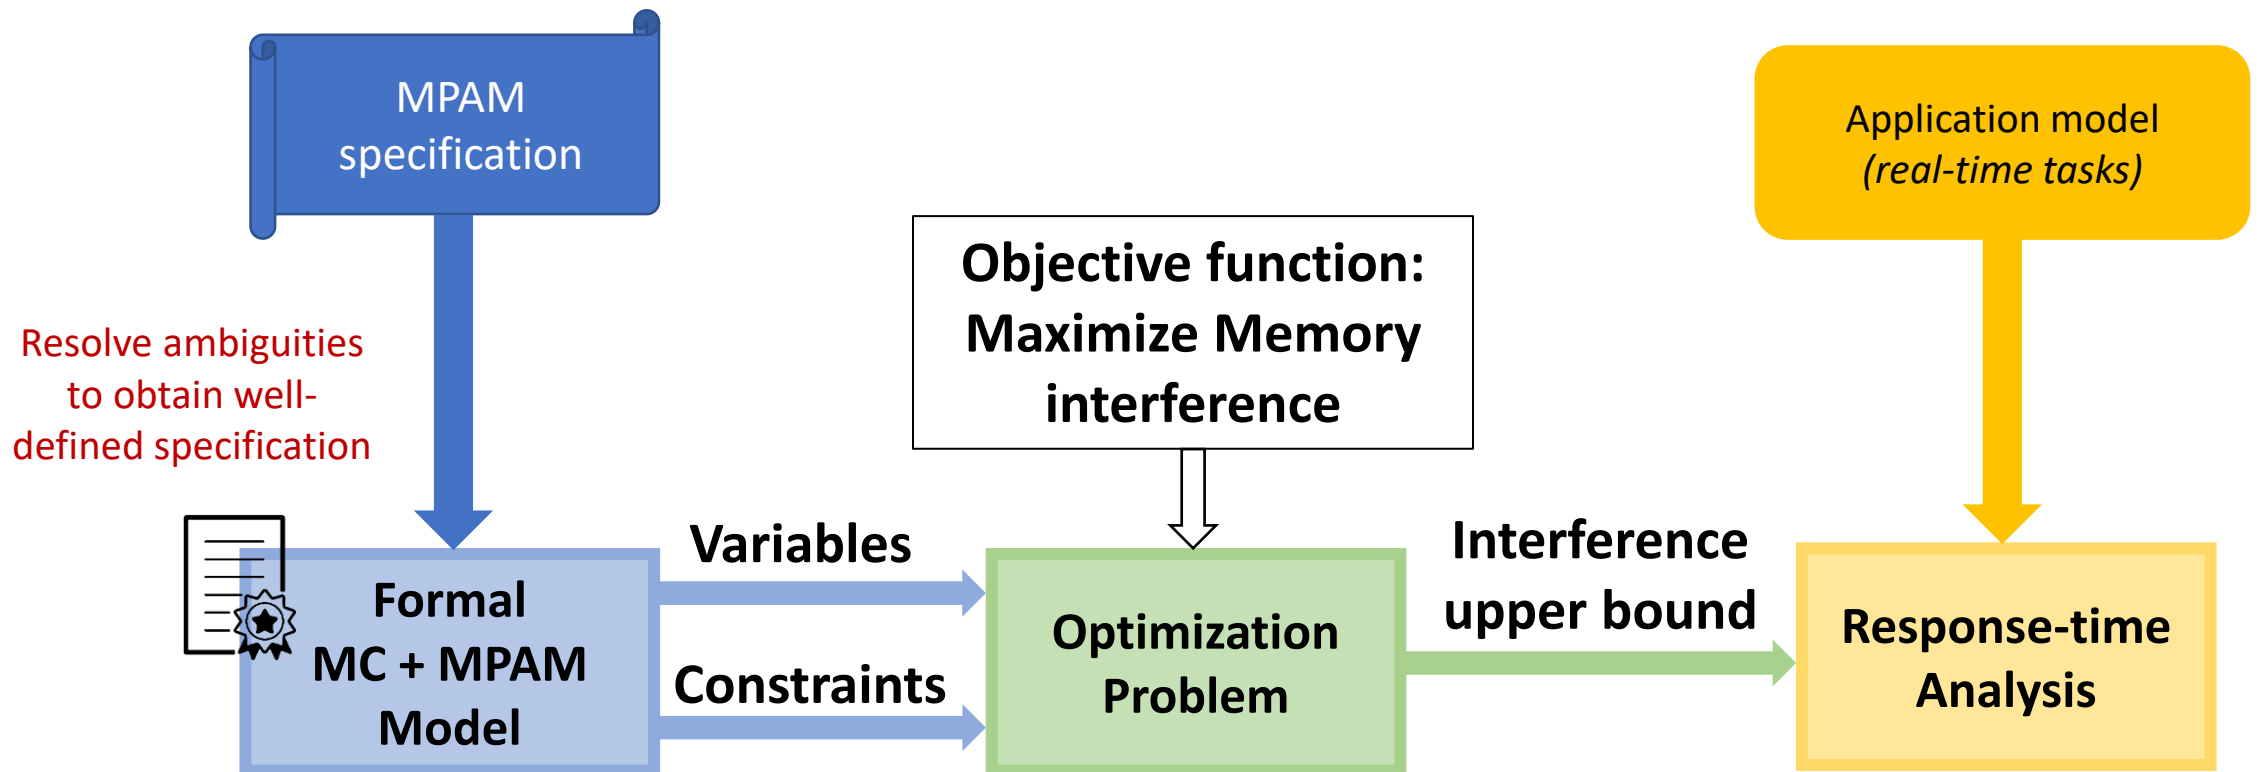 MPAM
specification
Application model
(real-time tasks)
Objective function:
Maximize Memory
interference
Resolve ambiguities
to obtain well-
defined specification
Variables
Constraints
Formal
MC + MPAM
Model
Optimization
Problem
Interference
upper bound
Response-time
Analysis